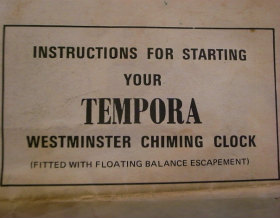 INSTRUCTIONS FOR STARTING
YOUR
TEMPORA
WESTMINSTER CHIMING CLOCK
(FITTED WITH FLOATING BALANCE ESCAPEMENT)